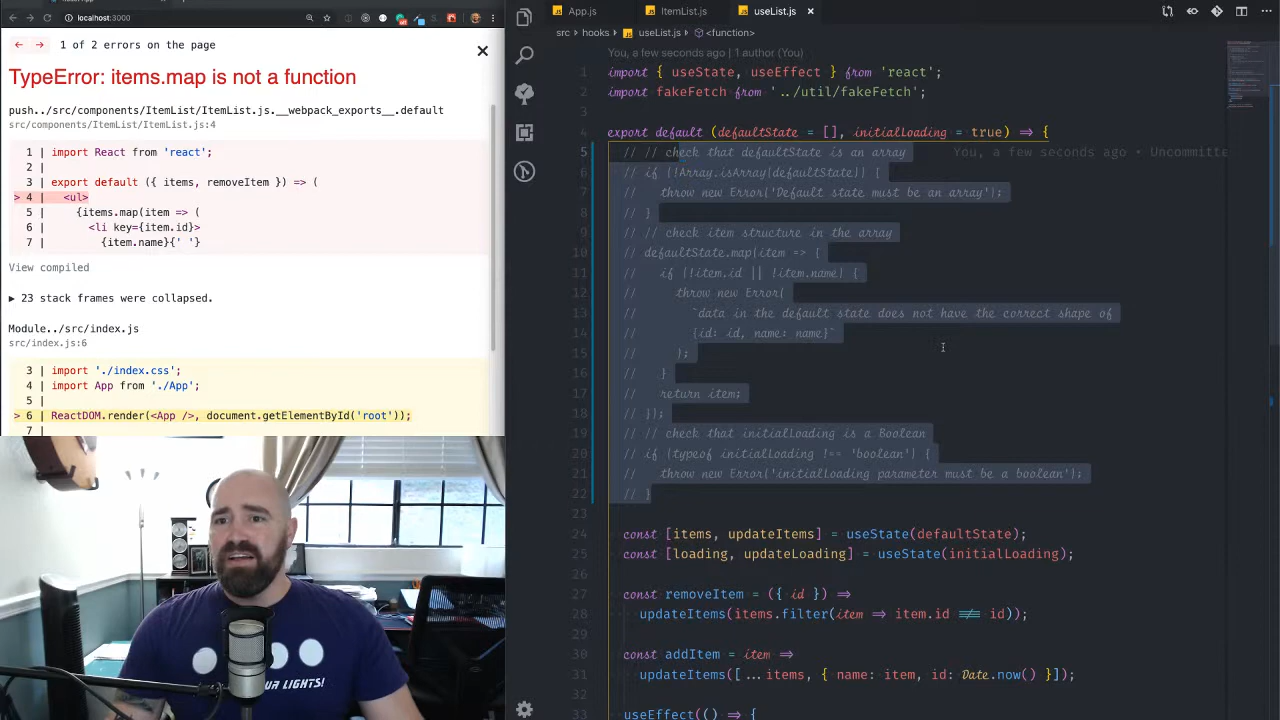 localhost:3000
1 of 2 errors on the page
TypeError: items.map is not a function
push../src/components/ItemList/ItemList.js.__webpack_exports__.default
src/components/ItemList/ItemList.js:4
1 | import React from 'react';
2 |
3 | export default ({ items, removeItem }) => (
> 4 | <ul>
5 | {items.map(item => (
6 | <li key={item.id}>
7 | {item.name}{' '}
View compiled
▶ 23 stack frames were collapsed.
Module../src/index.js
src/index.js:6
3 | import './index.css';
4 | import App from './App';
5 |
> 6 | ReactDOM.render(<App />, document.getElementById('root'));
7 |
UR LIGHTS!
App.js
ItemList.js
useList.js
src > hooks > useList.js > <function>
You, a few seconds ago | 1 author (You)
1 import { useState, useEffect } from 'react';
2 import fakeFetch from '../util/fakeFetch';
3
4 export default (defaultState = [], initialLoading = true) => {
5 // // check that defaultState is an array You, a few seconds ago • Uncommitte
6 // if (!Array.isArray(defaultState)) {
7 // throw new Error('Default state must be an array');
8 // }
9 // // check item structure in the array
10 // defaultState.map(item => {
11 // if (!item.id || !item.name) {
12 // throw new Error(
13 // `data in the default state does not have the correct shape of
14 // {id: id, name: name}`
15 // );
16 // }
17 // return item;
18 // });
19 // // check that initialLoading is a Boolean
20 // if (typeof initialLoading !== 'boolean') {
21 // throw new Error('initialLoading parameter must be a boolean');
22 // }
23
24 const [items, updateItems] = useState(defaultState);
25 const [loading, updateLoading] = useState(initialLoading);
26
27 const removeItem = ({ id }) =>
28 updateItems(items.filter(item => item.id !== id));
29
30 const addItem = item =>
31 updateItems([...items, { name: item, id: Date.now() }]);
32
33 useEffect(() => {